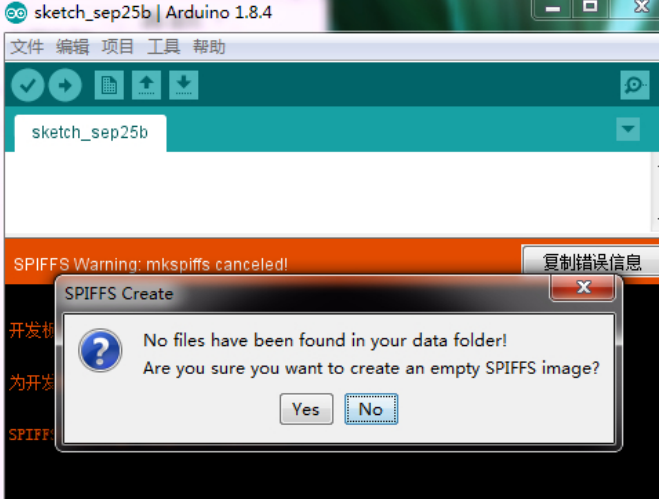 sketch_sep25b | Arduino 1.8.4
文件 编辑 项目 工具 帮助
sketch_sep25b
SPIFFS Warning: mkspiffs canceled!
复制错误信息
SPIFFS Create
No files have been found in your data folder!
Are you sure you want to create an empty SPIFFS image?
Yes No
开发板
为开发
SPIFFS